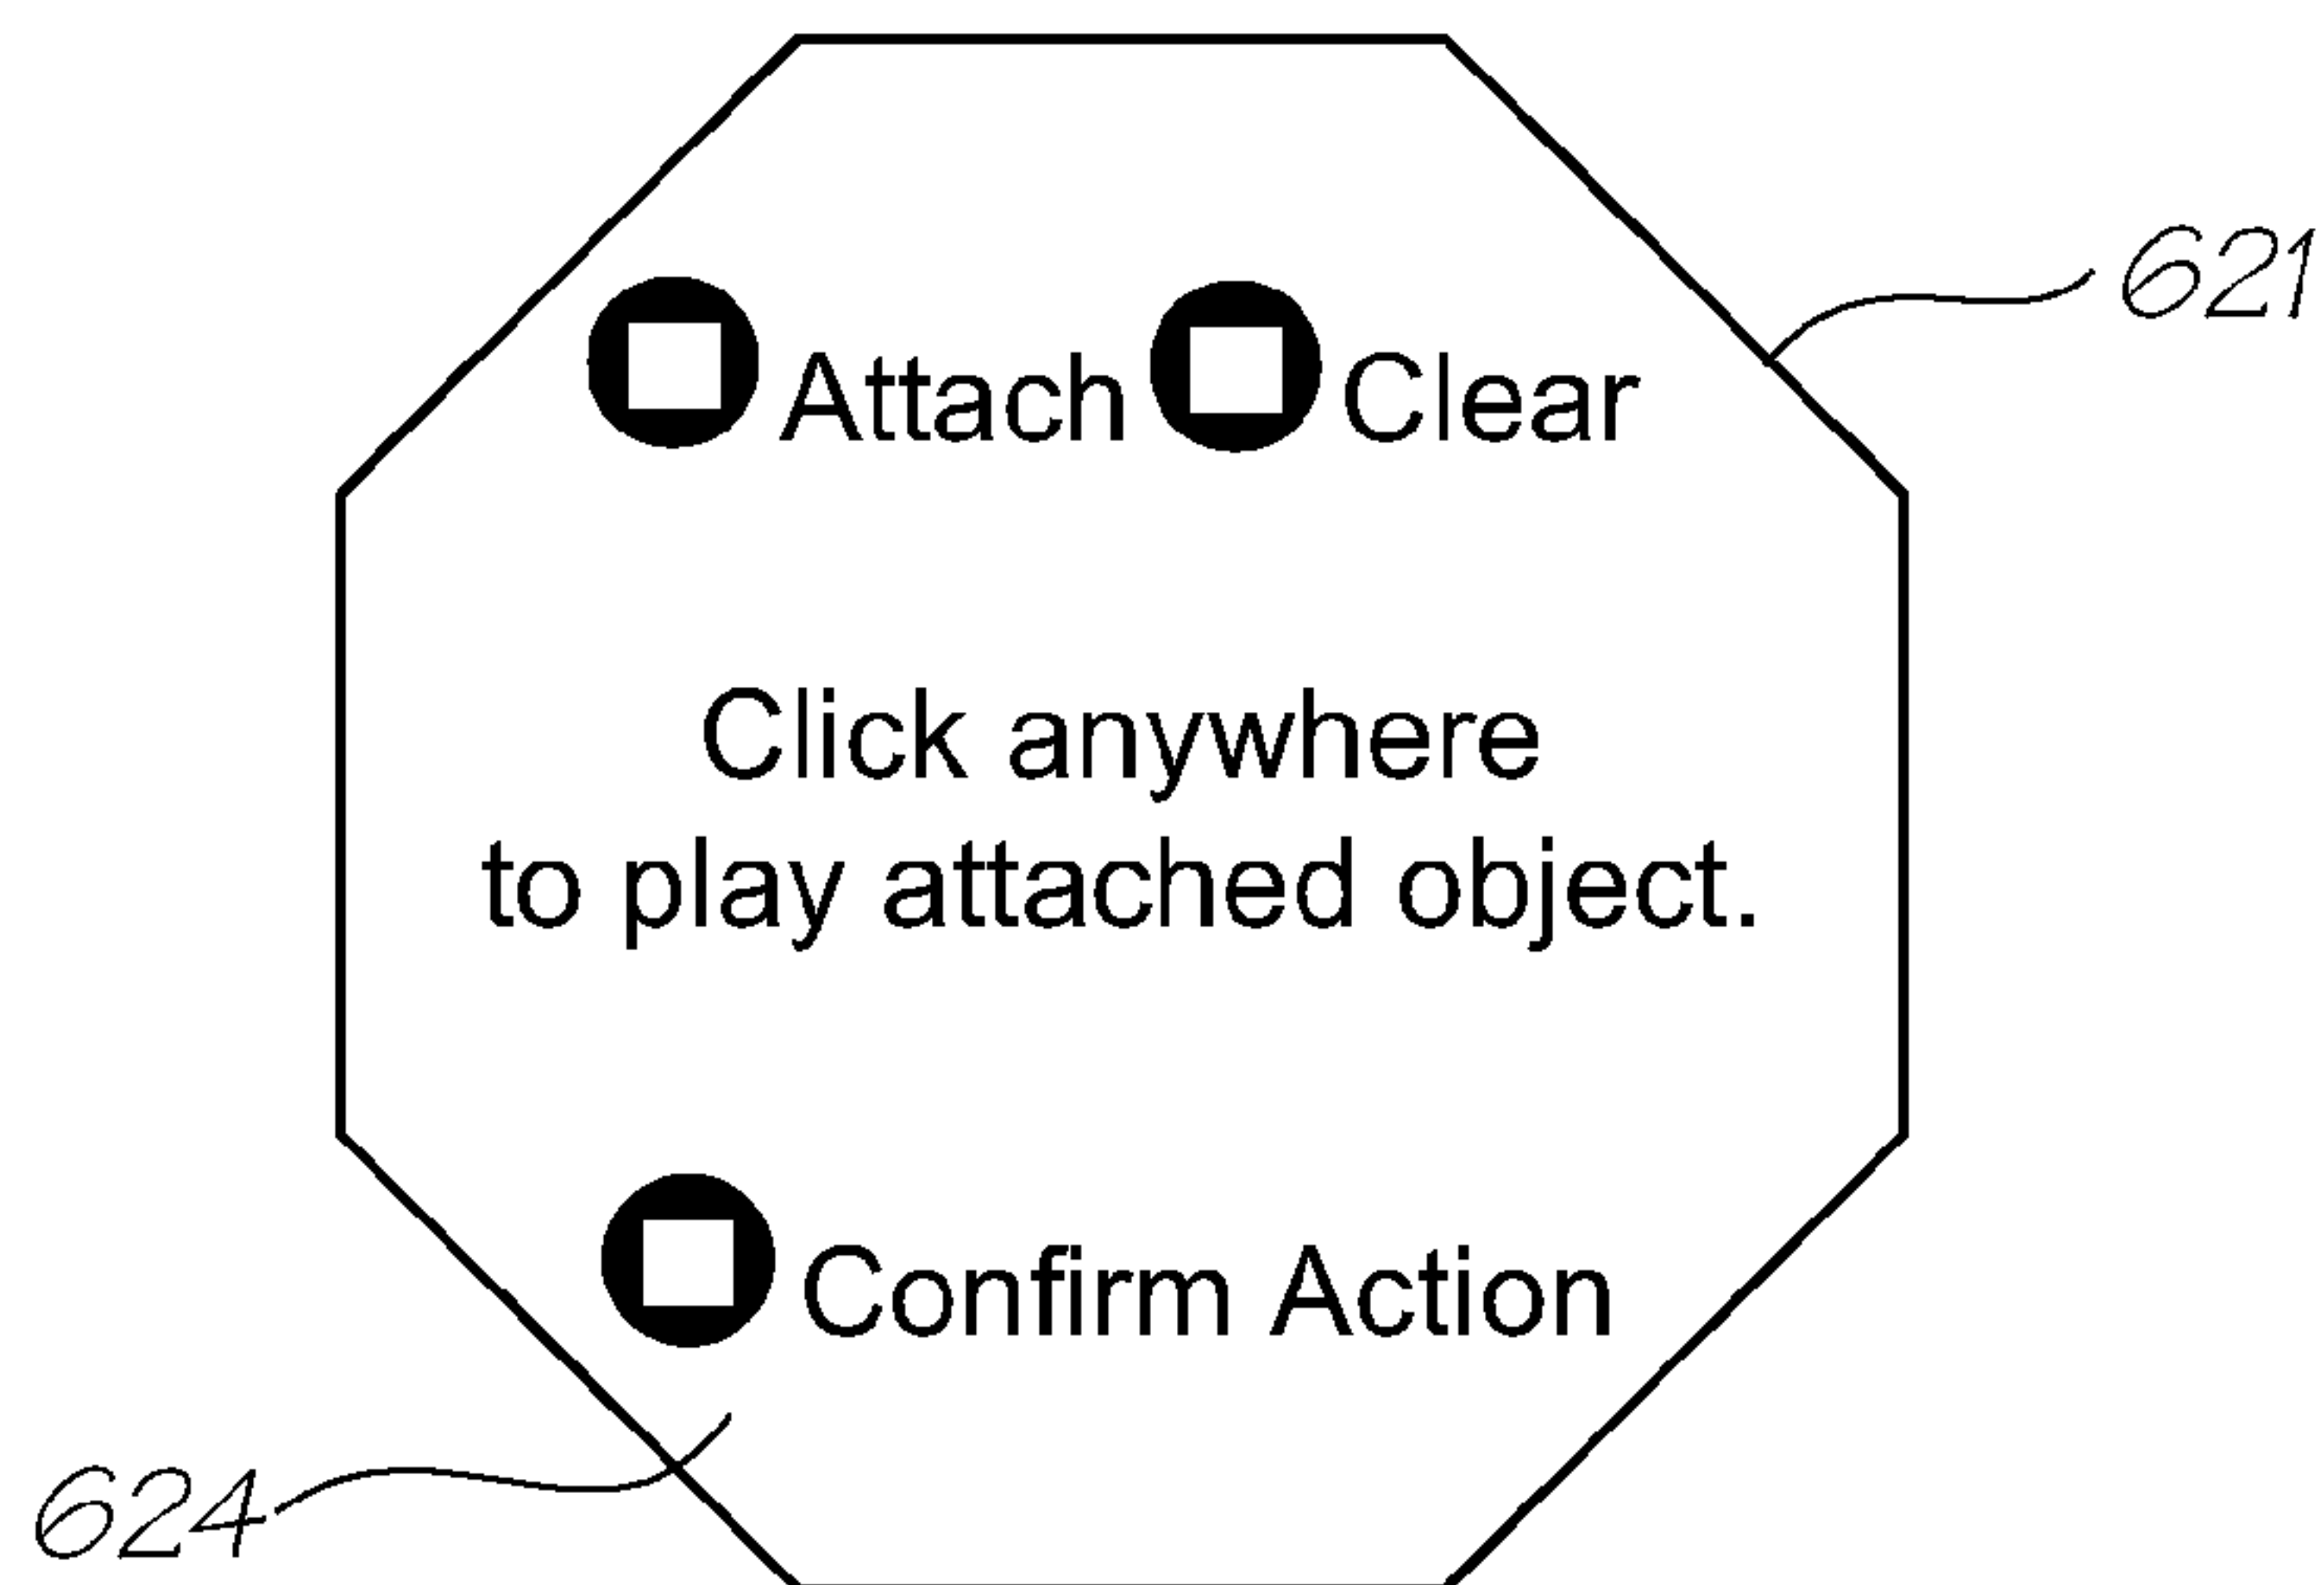 621
Attach Clear
Click anywhere
to play attached object.
Confirm Action
624